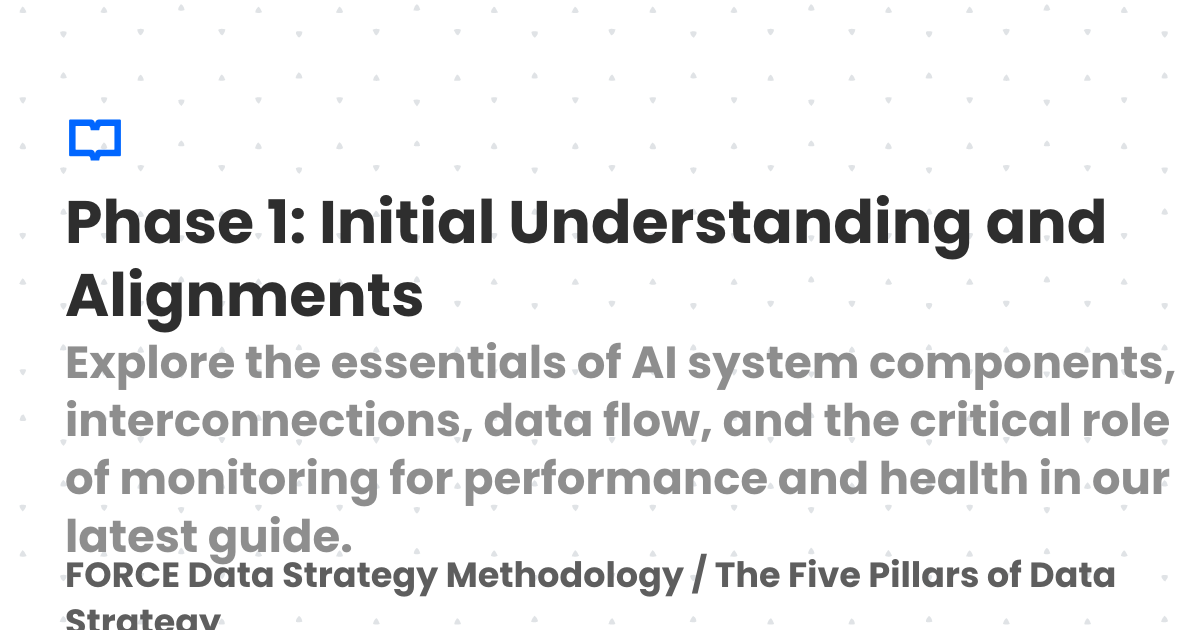 Phase 1: Initial Understanding and
Alignments
Explore the essentials of AI system components,
interconnections, data flow, and the critical role
of monitoring for performance and health in our
latest guide.
FORCE Data Strategy Methodology / The Five Pillars of Data
Strategy